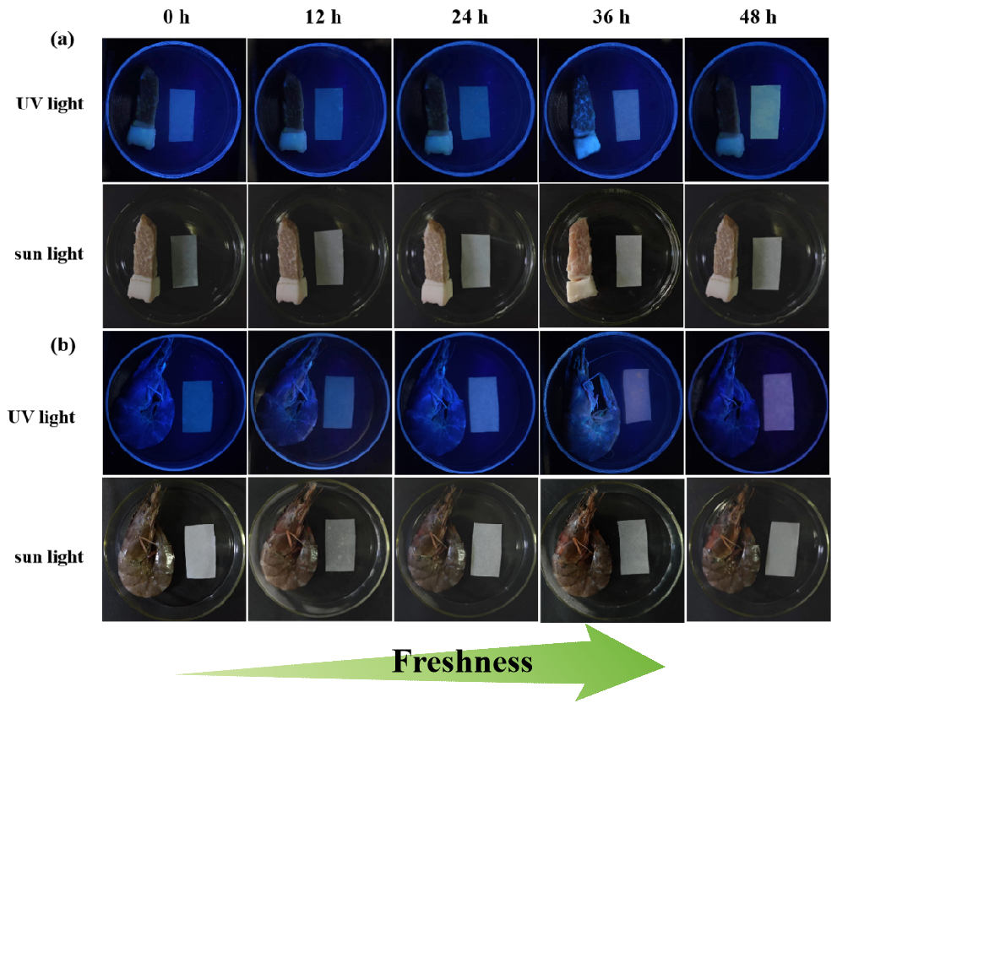 0 h 12 h 24 h 36 h 48 h
(a)
UV light
sun light
(b)
UV light
sun light
Freshness